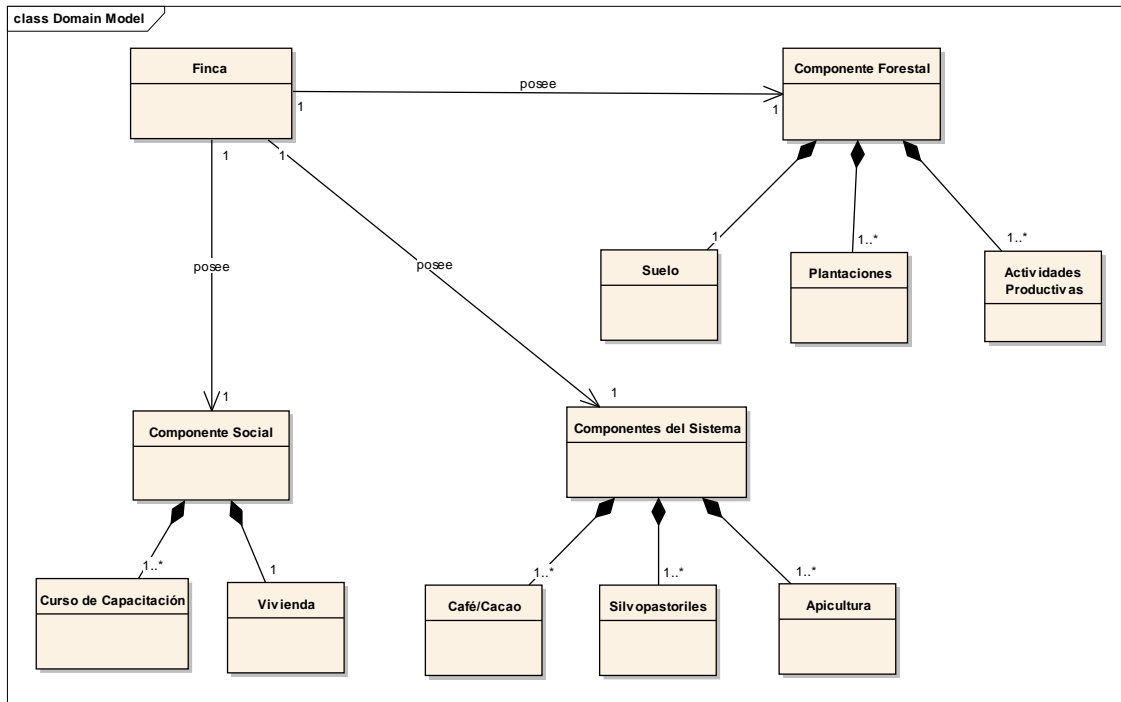 class Domain Model
Finca
Componente Forestal
posee
1
1
1
1
posee
posee
1
1..*
1..*
Suelo
Plantaciones
Actividades
Productivas
1
1
Componente Social
Componentes del Sistema
1..*
1
1..*
1..*
1..*
Curso de Capacitación
Vivienda
Café/Cacao
Silvopastoriles
Apicultura